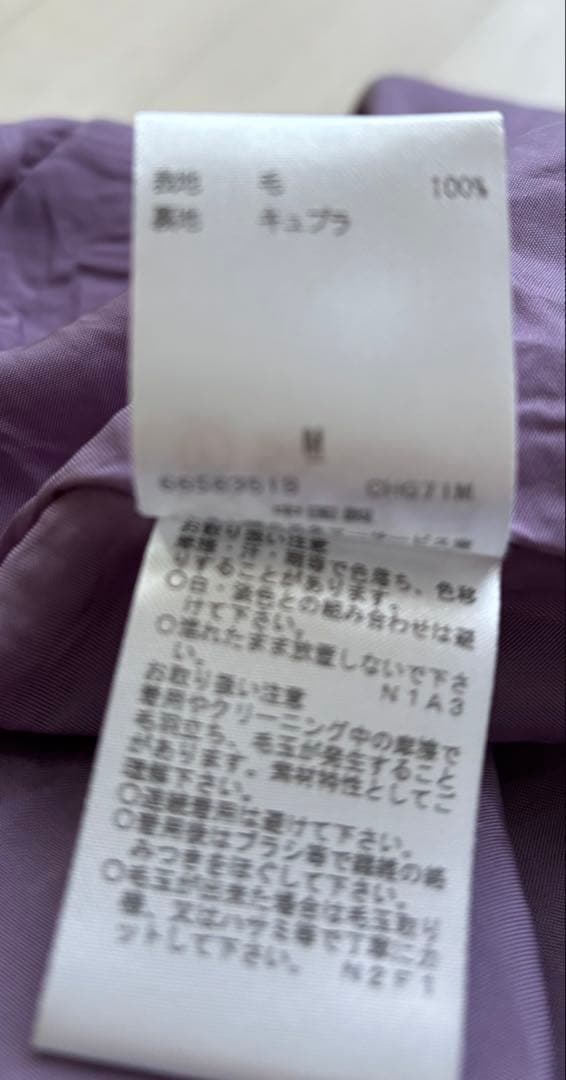 表地 毛 100%
裏地 キュプラ
M
CHG71M
お取り扱い注意
摩擦・汗・雨等で色落ち、色移
りすることがあります。
○白・淡色との組み合わせは避
けて下さい。
○濡れたまま放置しないで下さ
い。 N1A3
お取り扱い注意
着用やクリーニング中の摩擦で
毛羽立ち、毛玉が発生すること
があります。素材特性としてご
理解下さい。
○連続着用は避けて下さい。
○着用後はブラシ等で繊維の絡
みつきをほぐして下さい。
○毛玉が出来た場合は毛玉取り
機、又はハサミ等で丁寧にカ
ットして下さい。 N2F1